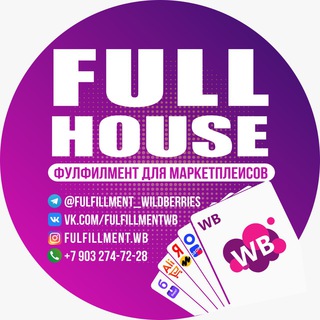 FULL
HOUSE
ФУЛФИЛМЕНТ ДЛЯ МАРКЕТПЛЕЙСОВ
@FULFILLMENT_WILDBERRIES
VK.COM/FULFILLMENTWB
FULFILLMENT.WB
+7 903 274-72-28
WB
WB
Я